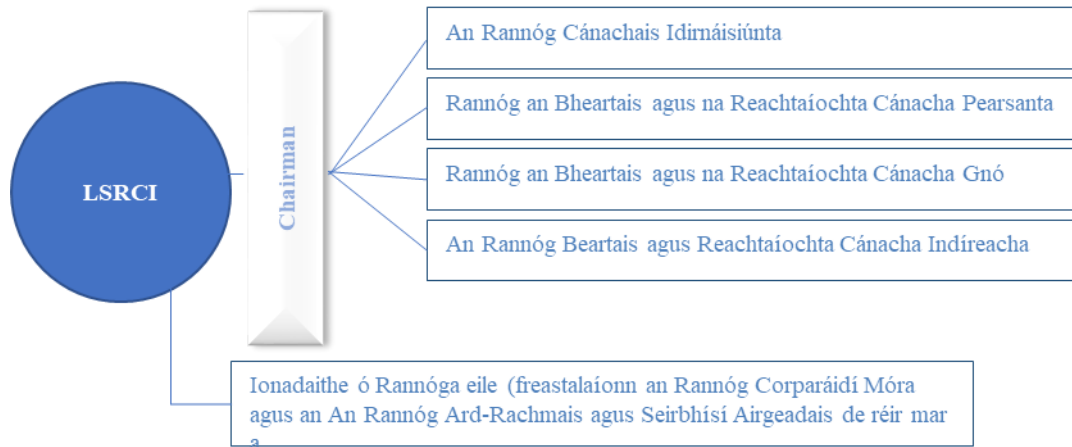 LSRCI
Chairman
An Rannóg Cánachais Idirnáisiúnta
Rannóg an Bheartais agus na Reachtaíochta Cánacha Pearsanta
Rannóg an Bheartais agus na Reachtaíochta Cánacha Gnó
An Rannóg Beartais agus Reachtaíochta Cánacha Indíreacha
Ionadaithe ó Rannóga eile (freastalaíonn an Rannóg Corparáidí Móra
agus an An Rannóg Ard-Rachmais agus Seirbhísí Airgeadais de réir mar
a